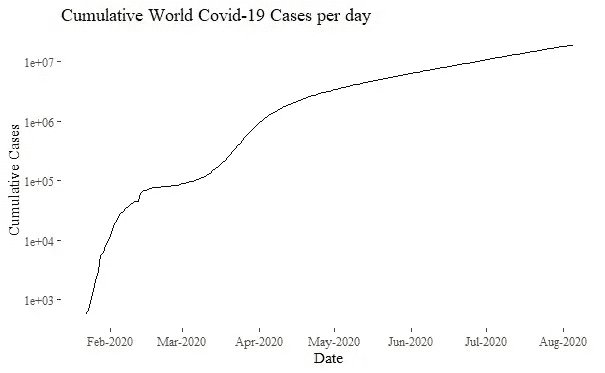 Cumulative World Covid-19 Cases per day
Cumulative Cases
1e+07
1e+06
1e+05
1e+04
1e+03
Feb-2020 Mar-2020 Apr-2020 May-2020 Jun-2020 Jul-2020 Aug-2020
Date